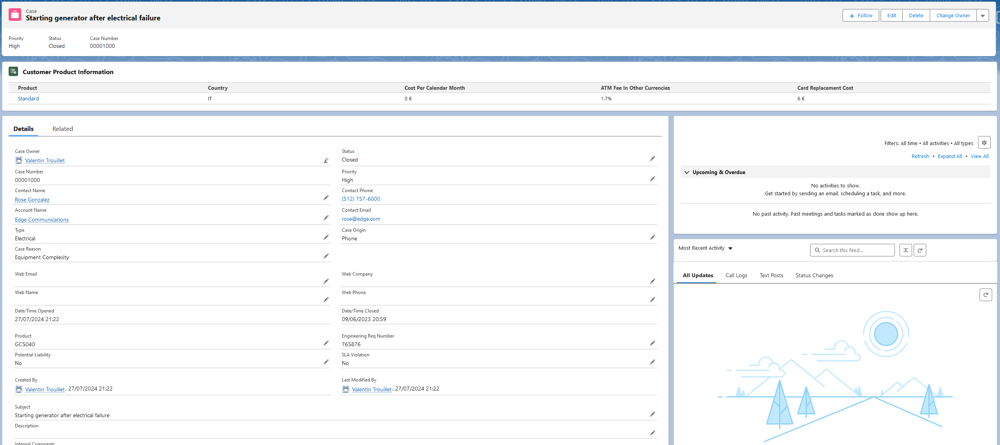 Case
Starting generator after electrical failure
Follow
Edit
Delete
Change Owner
Priority
Status
Case Number
High
Closed
00001000
Customer Product Information
Product
Country
Cost Per Calendar Month
ATM Fee In Other Currencies
Card Replacement Cost
Standard
IT
0 €
1.7%
6 €
Details
Related
Case Owner
Valentin Trouillet
Status
Closed
Case Number
00001000
Priority
High
Contact Name
Rose Gonzalez
Contact Phone
(512) 757-6000
Account Name
Edge Communications
Contact Email
rose@edge.com
Type
Electrical
Case Origin
Phone
Case Reason
Equipment Complexity
Web Email
Web Company
Web Name
Web Phone
Date/Time Opened
27/07/2024 21:22
Date/Time Closed
09/06/2023 20:59
Product
GC5040
Engineering Req Number
765876
Potential Liability
No
SLA Violation
No
Created By
Valentin Trouillet, 27/07/2024 21:22
Last Modified By
Valentin Trouillet, 27/07/2024 21:22
Subject
Starting generator after electrical failure
Description
Internal Comments
Filters: All time • All activities • All types
Refresh • Expand All • View All
Upcoming & Overdue
No activities to show.
Get started by sending an email, scheduling a task, and more.
No past activity. Past meetings and tasks marked as done show up here.
Most Recent Activity
Search this feed...
All Updates
Call Logs
Text Posts
Status Changes